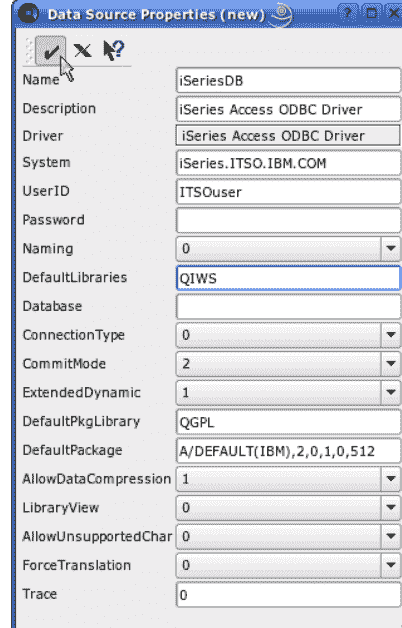 Data Source Properties (new)
Name iSeriesDB
Description iSeries Access ODBC Driver
Driver iSeries Access ODBC Driver
System iSeries.ITSO.IBM.COM
UserID ITSOuser
Password
Naming 0
DefaultLibraries QIWS
Database
ConnectionType 0
CommitMode 2
ExtendedDynamic 1
DefaultPkgLibrary QGPL
DefaultPackage A/DEFAULT(IBM),2,0,1,0,512
AllowDataCompression 1
LibraryView 0
AllowUnsupportedChar 0
ForceTranslation 0
Trace 0